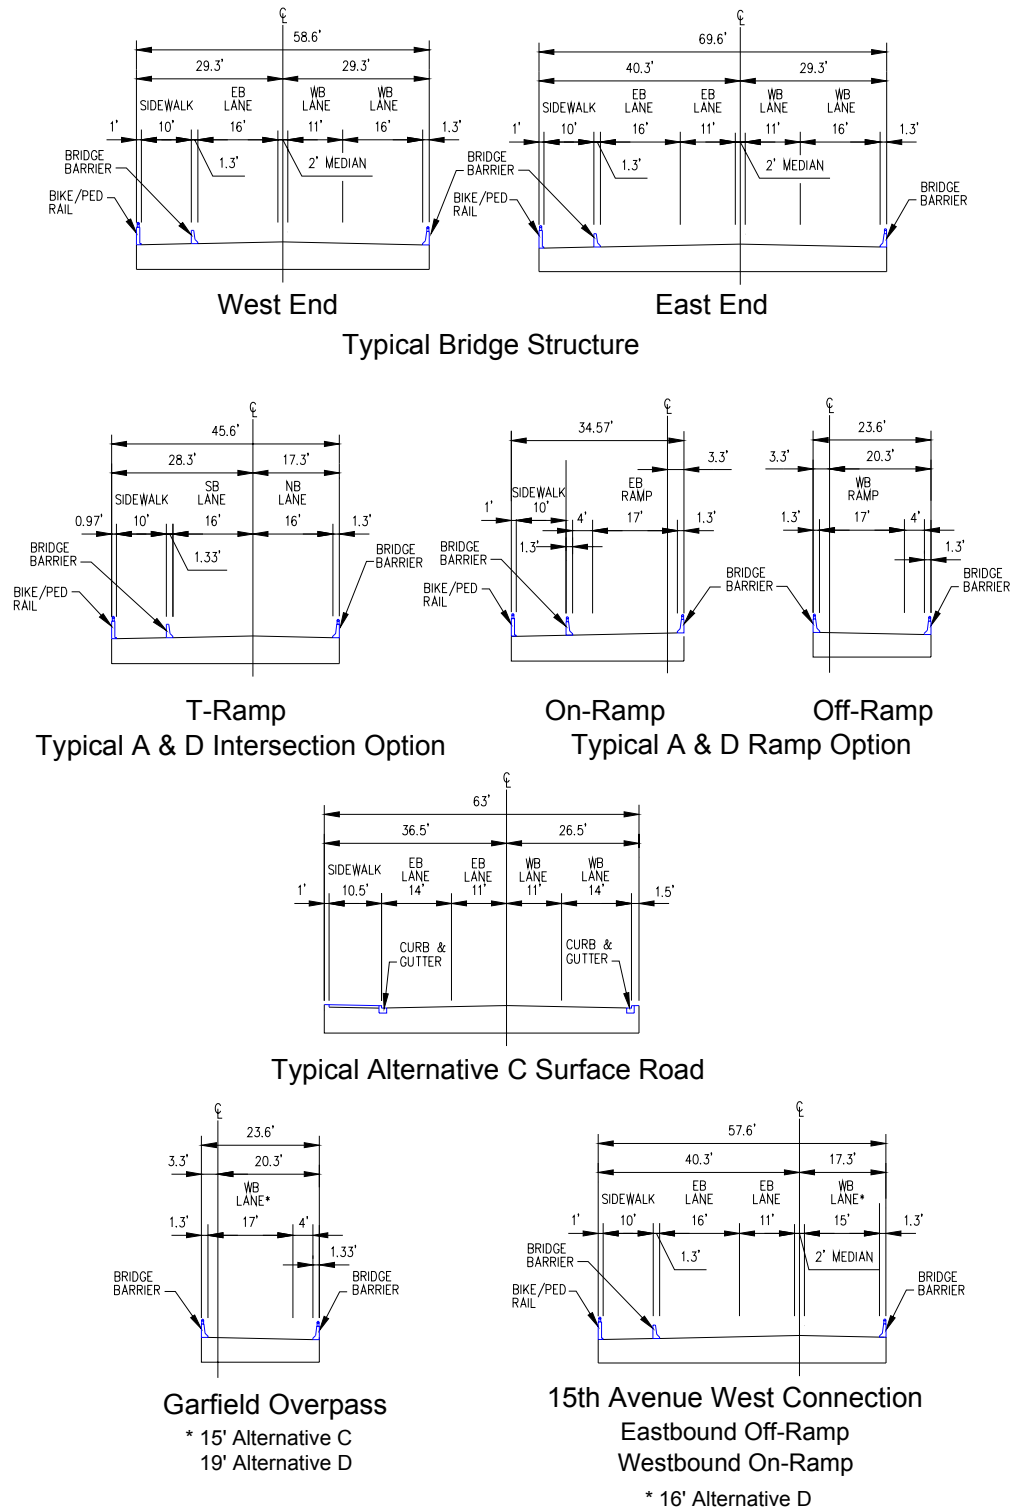 ℄ ℄
58.6' 69.6'
29.3' 29.3' 40.3' 29.3'
SIDEWALK EB LANE WB LANE WB LANE SIDEWALK EB LANE EB LANE WB LANE WB LANE
1' 10' 16' 11' 16' 1.3' 1' 10' 16' 11' 11' 16' 1.3'
BRIDGE BARRIER 1.3' 2' MEDIAN BRIDGE BARRIER 1.3' 2' MEDIAN
BIKE/PED RAIL BRIDGE BARRIER BIKE/PED RAIL BRIDGE BARRIER
West End East End
Typical Bridge Structure
℄ ℄ ℄
45.6' 34.57' 23.6'
28.3' 17.3' 3.3' 3.3' 20.3'
SIDEWALK SB LANE NB LANE SIDEWALK EB RAMP WB RAMP
0.97' 10' 16' 16' 1.3' 1' 10' 4' 17' 1.3' 1.3' 17' 4'
BRIDGE BARRIER 1.33' BRIDGE BARRIER BRIDGE BARRIER 1.3' 1.3'
BIKE/PED RAIL BIKE/PED RAIL BRIDGE BARRIER BRIDGE BARRIER
T-Ramp On-Ramp Off-Ramp
Typical A & D Intersection Option Typical A & D Ramp Option
℄
63'
36.5' 26.5'
SIDEWALK EB LANE EB LANE WB LANE WB LANE
1' 10.5' 14' 11' 11' 14' 1.5'
CURB & GUTTER CURB & GUTTER
Typical Alternative C Surface Road
℄ ℄
23.6' 57.6'
3.3' 20.3' 40.3' 17.3'
WB LANE* SIDEWALK EB LANE EB LANE WB LANE*
1.3' 17' 4' 1' 10' 16' 11' 15' 1.3'
1.33' BRIDGE BARRIER 1.3' 2' MEDIAN
BRIDGE BARRIER BRIDGE BARRIER BIKE/PED RAIL BRIDGE BARRIER
Garfield Overpass 15th Avenue West Connection
* 15' Alternative C Eastbound Off-Ramp
19' Alternative D Westbound On-Ramp
* 16' Alternative D